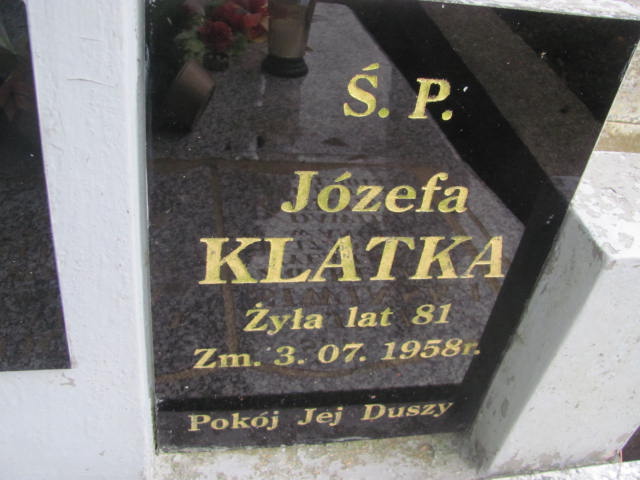 Ś. P.
Józefa
KLATKA
Żyła lat 81
Zm. 3. 07. 1958r.
Pokój Jej Duszy